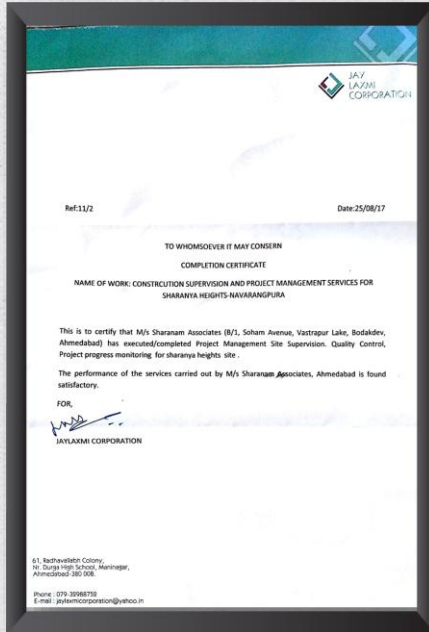 JAY
LAXMI
CORPORATION
Ref:11/2 Date:25/08/17
TO WHOMSOEVER IT MAY CONSERN
COMPLETION CERTIFICATE
NAME OF WORK: CONSTRCUTION SUPERVISION AND PROJECT MANAGEMENT SERVICES FOR
SHARANYA HEIGHTS-NAVARANGPURA
This is to certify that M/s Sharanam Associates (B/1, Soham Avenue, Vastrapur Lake, Bodakdev,
Ahmedabad) has executed/completed Project Management Site Supervision. Quality Control,
Project progress monitoring for sharanya heights site .
The performance of the services carried out by M/s Sharanam Associates, Ahmedabad is found
satisfactory.
FOR,
JAYLAXMI CORPORATION
61, Radhavellabh Colony,
Nr. Durga High School, Maninagar,
Ahmedabad-380 008.
Phone : 079-39988759
E-mail : jaylaxmicorporation@yahoo.in